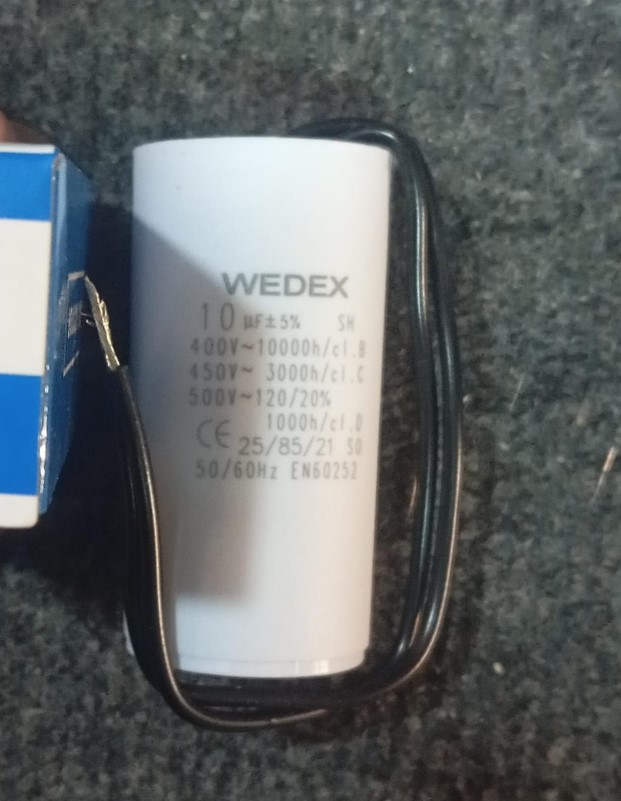 WEDEX
10 µF±5% SH
400V~10000h/cl.B
450V~ 3000h/cl.C
500V~120/20%
1000h/cl.D
CE 25/85/21 S0
50/60Hz EN60252